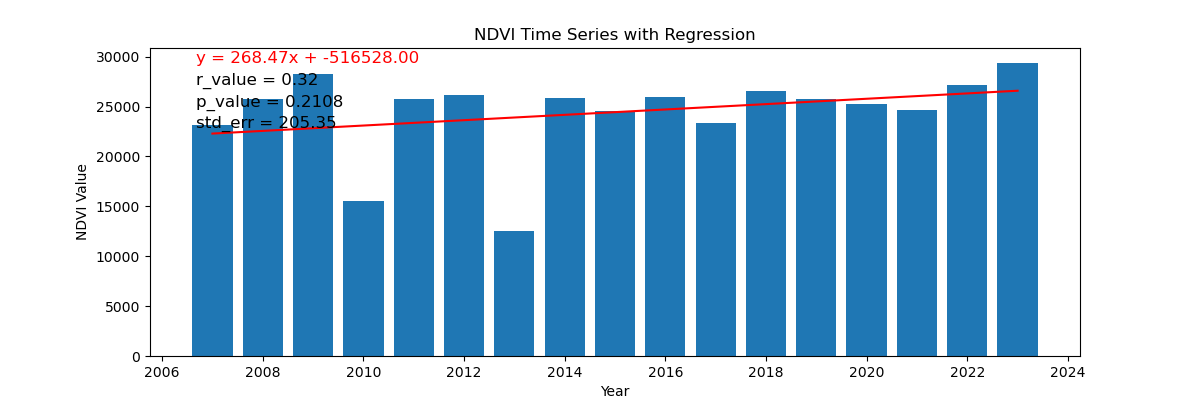 NDVI Time Series with Regression
y = 268.47x + -516528.00
r_value = 0.32
p_value = 0.2108
std_err = 205.35
30000
25000
20000
15000
10000
5000
0
NDVI Value
2006 2008 2010 2012 2014 2016 2018 2020 2022 2024
Year